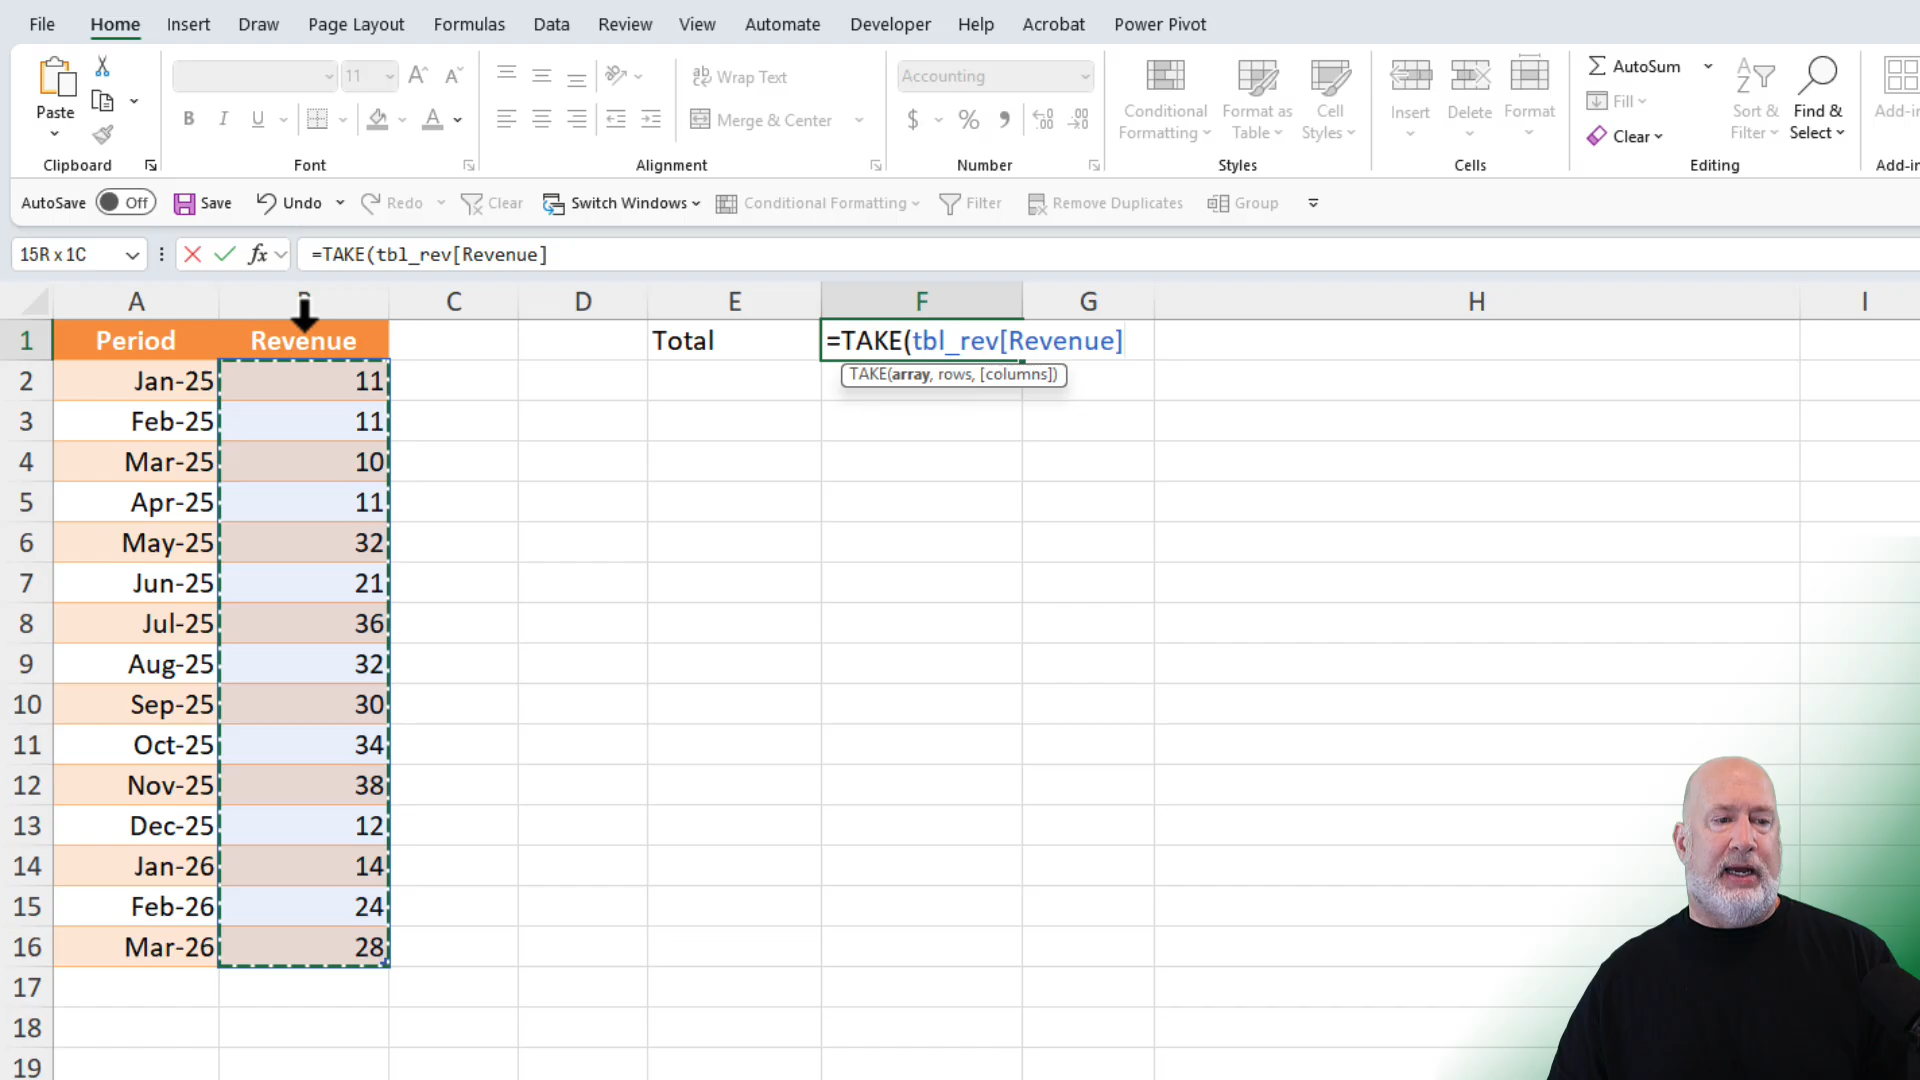 File Home Insert Draw Page Layout Formulas Data Review View Automate Developer Help Acrobat Power Pivot
Paste
Clipboard
11
B I U
Font
Wrap Text
Merge & Center
Alignment
Accounting
$ % 9
Number
Conditional Formatting
Format as Table
Cell Styles
Styles
Insert
Delete
Format
Cells
AutoSum
Fill
Clear
Sort & Filter
Find & Select
Editing
Add-in
Add-in
AutoSave Off Save Undo Redo Clear Switch Windows Conditional Formatting Filter Remove Duplicates Group
15R x 1C fx =TAKE(tbl_rev[Revenue]
A C D E F G H I
1 Period Revenue Total =TAKE(tbl_rev[Revenue]
TAKE(array, rows, [columns])
2 Jan-25 11
3 Feb-25 11
4 Mar-25 10
5 Apr-25 11
6 May-25 32
7 Jun-25 21
8 Jul-25 36
9 Aug-25 32
10 Sep-25 30
11 Oct-25 34
12 Nov-25 38
13 Dec-25 12
14 Jan-26 14
15 Feb-26 24
16 Mar-26 28
17
18
19